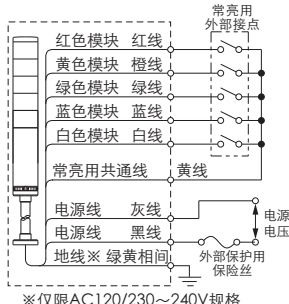 常亮用
外部接点
红色模块 红线
黄色模块 橙线
绿色模块 绿线
蓝色模块 蓝线
白色模块 白线
常亮用共通线 黄线
电源线 灰线
电源线 黑线
地线※ 绿黄相间
电源
电压
外部保护用
保险丝
※仅限AC120/230～240V规格